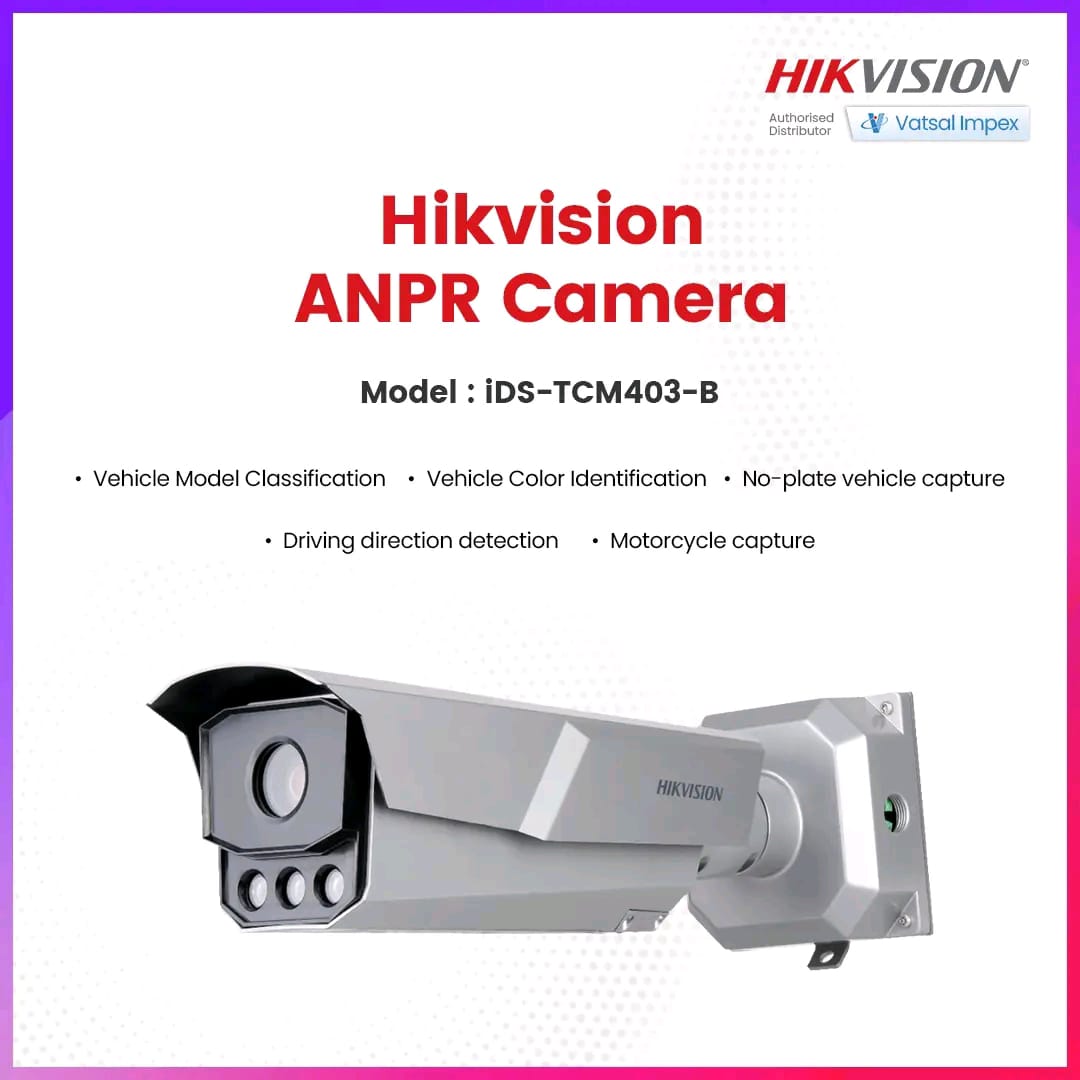 HIKVISION®
Authorised
Distributor
Vatsal Impex
Hikvision
ANPR Camera
Model : iDS-TCM403-B
• Vehicle Model Classification • Vehicle Color Identification • No-plate vehicle capture
• Driving direction detection • Motorcycle capture
HIKVISION